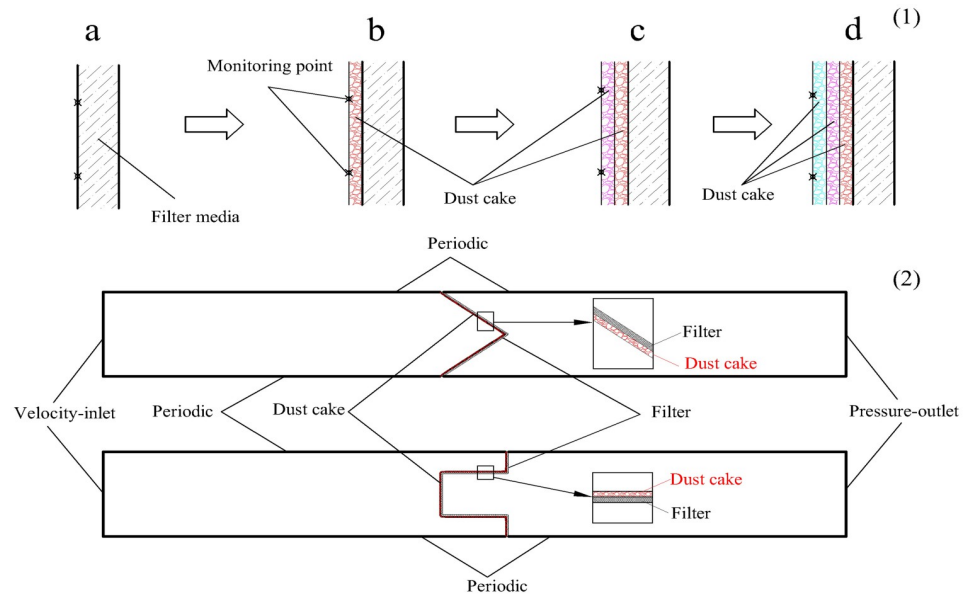 (1)
a
b
c
d
Monitoring point
Filter media
Dust cake
Dust cake
Periodic
(2)
Filter
Dust cake
Velocity-inlet
Periodic
Dust cake
Filter
Pressure-outlet
Dust cake
Filter
Periodic